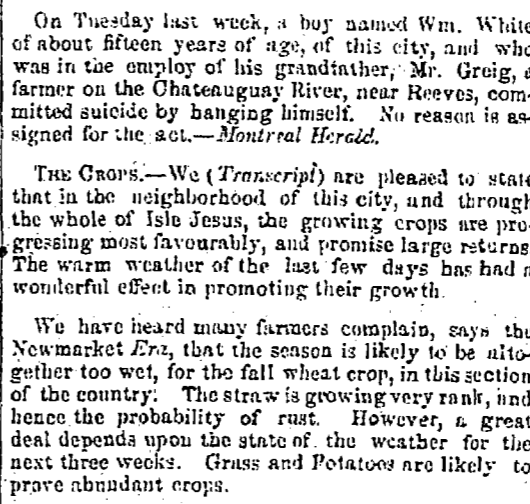 On Tuesday last week, a boy named Wm. White
of about fifteen years of age, of this city, and who
was in the employ of his grandfather, Mr. Greig, a
farmer on the Chateauguay River, near Reeves, com-
mitted suicide by hanging himself. No reason is as-
signed for the act.—Montreal Herald.
THE CROPS.—We (Transcript) are pleased to state
that in the neighborhood of this city, and through
the whole of Isle Jesus, the growing crops are pro-
gressing most favourably, and promise large returns
The warm weather of the last few days has had a
wonderful effect in promoting their growth
We have heard many farmers complain, says the
Newmarket Era, that the season is likely to be alto-
gether too wet, for the fall wheat crop, in this section
of the country. The straw is growing very rank, and
hence the probability of rust. However, a great
deal depends upon the state of the weather for the
next three weeks. Grass and Potatoes are likely to
prove abundant crops.